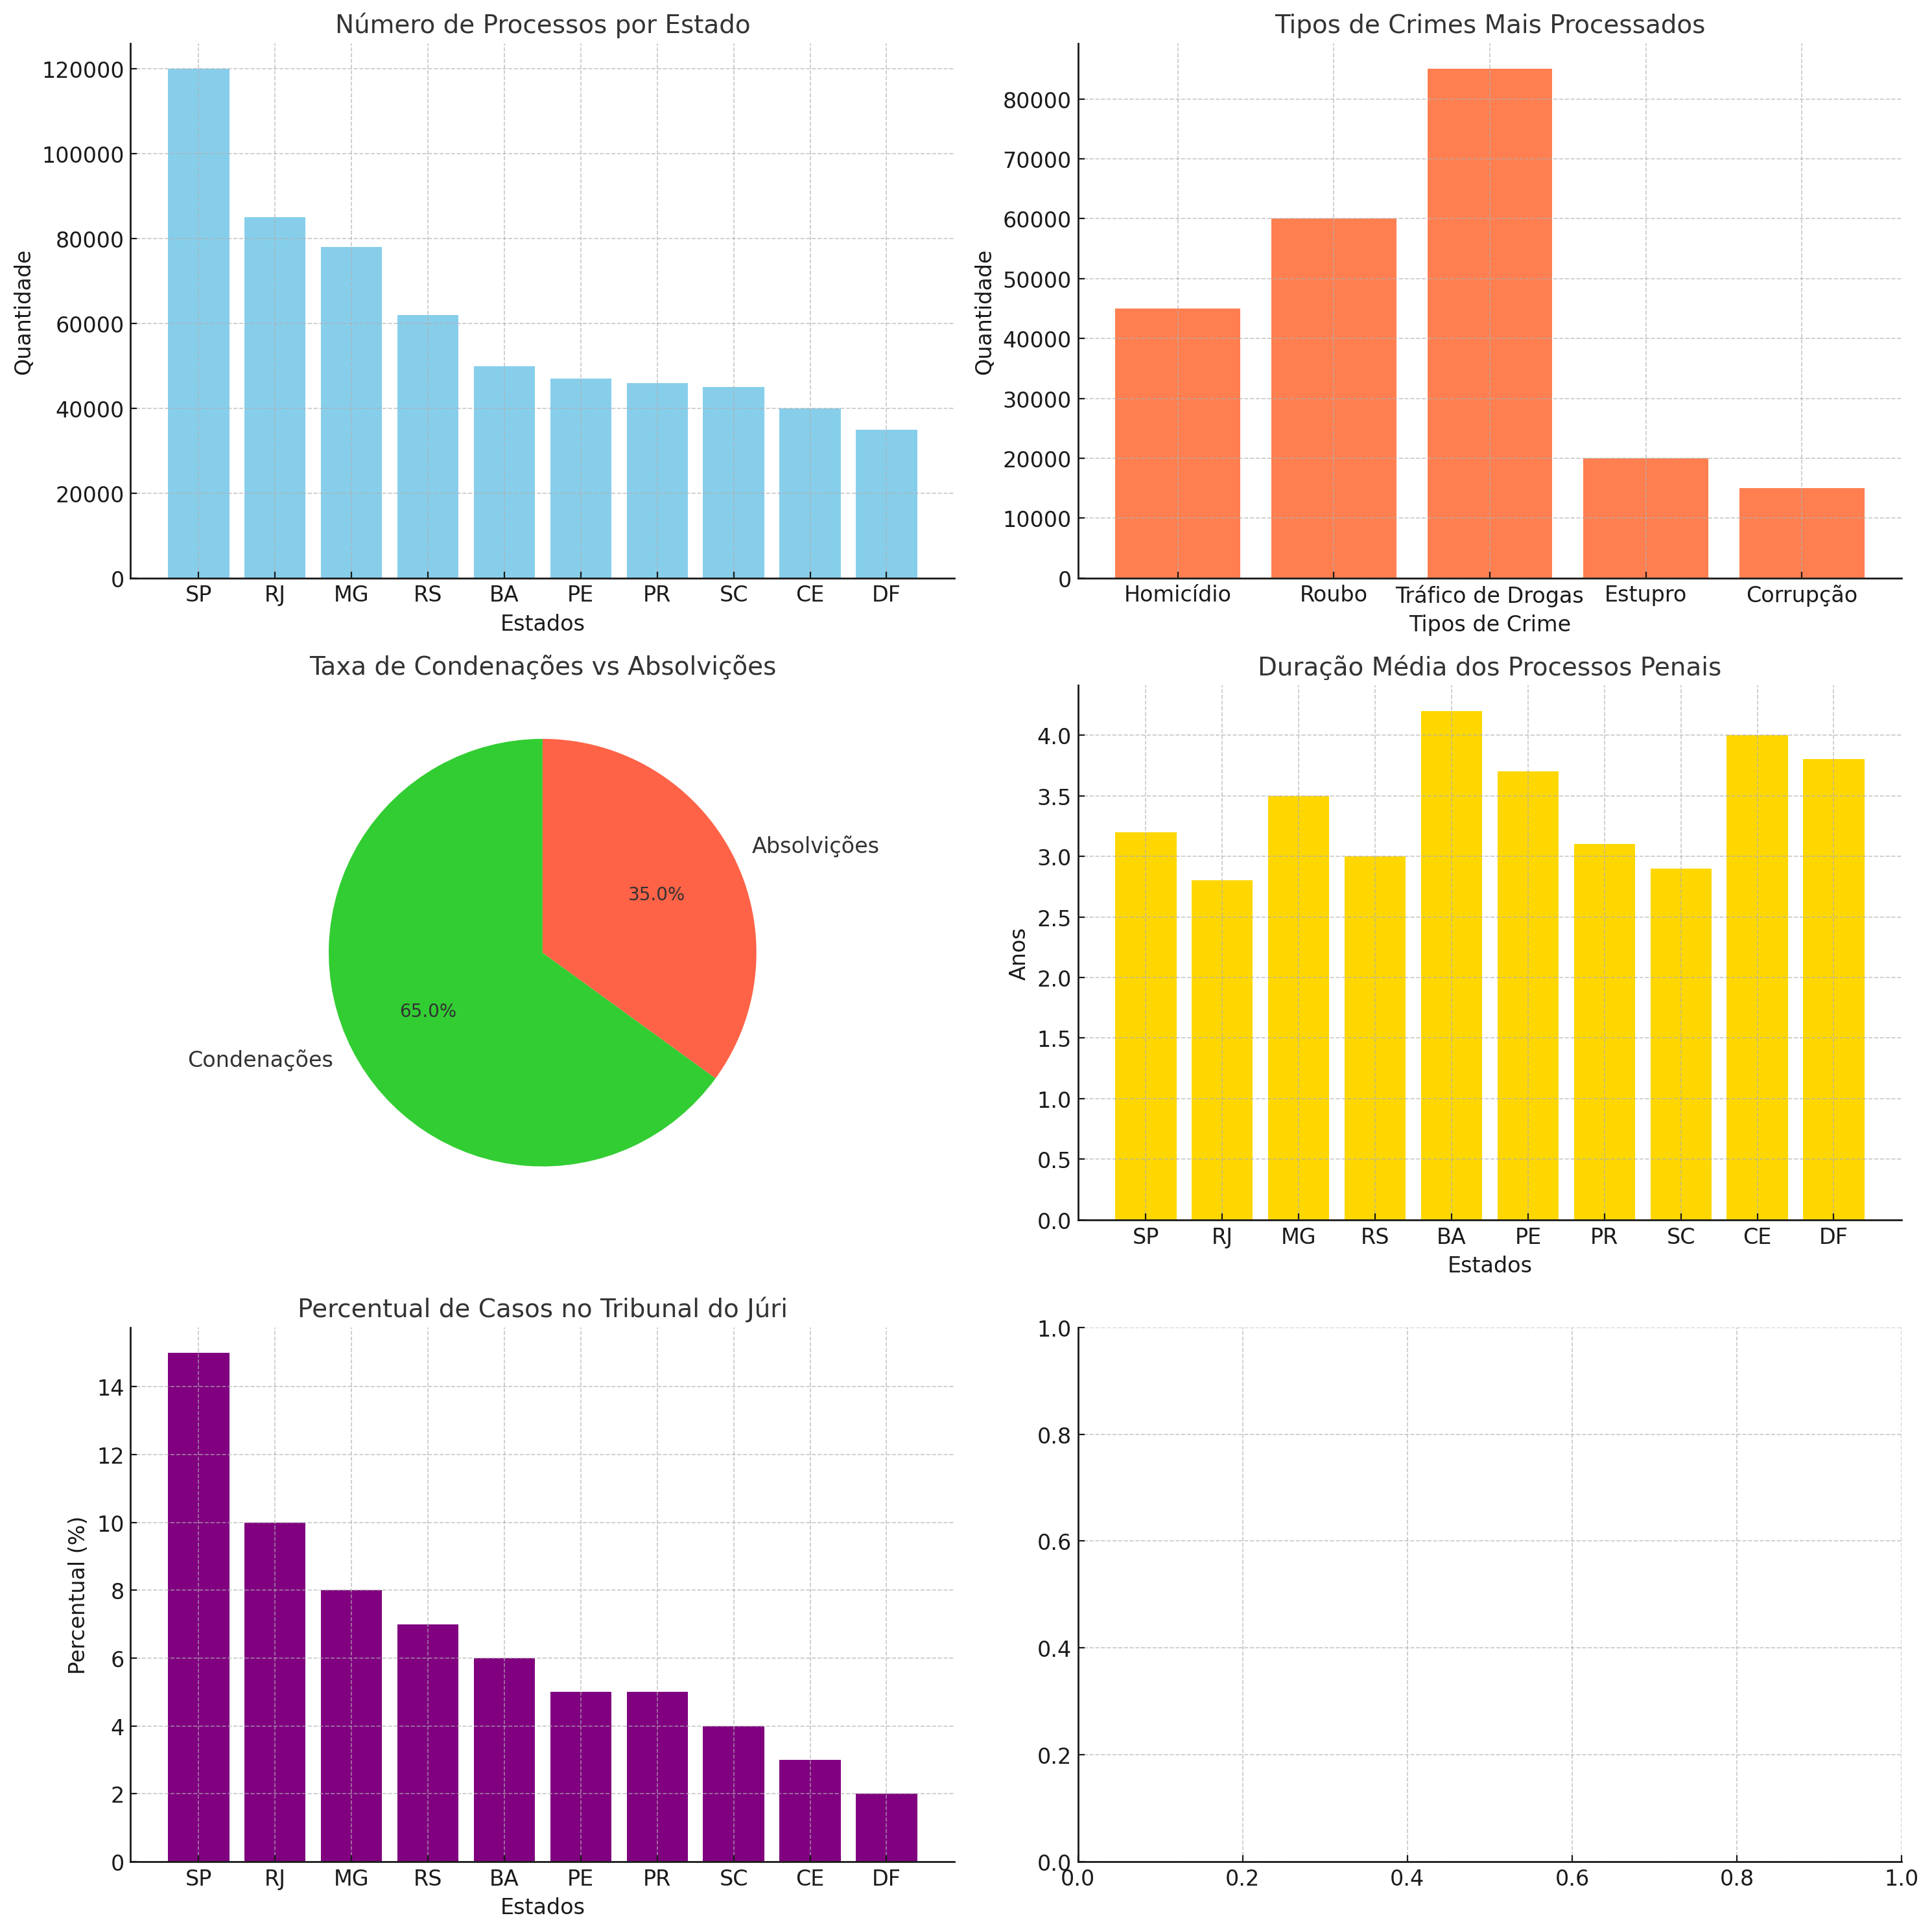 Número de Processos por Estado
120000
100000
80000
60000
40000
20000
0
Quantidade
SP RJ MG RS BA PE PR SC CE DF
Estados
Tipos de Crimes Mais Processados
80000
70000
60000
50000
40000
30000
20000
10000
0
Quantidade
Homicídio Roubo Tráfico de Drogas Estupro Corrupção
Tipos de Crime
Taxa de Condenações vs Absolvições
Absolvições
35.0%
65.0%
Condenações
Duração Média dos Processos Penais
4.0
3.5
3.0
2.5
2.0
1.5
1.0
0.5
0.0
Anos
SP RJ MG RS BA PE PR SC CE DF
Estados
Percentual de Casos no Tribunal do Júri
14
12
10
8
6
4
2
0
Percentual (%)
SP RJ MG RS BA PE PR SC CE DF
Estados
1.0
0.8
0.6
0.4
0.2
0.0
0.0 0.2 0.4 0.6 0.8 1.0